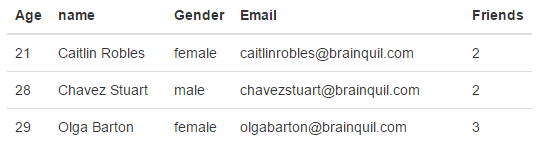 Age name Gender Email Friends
21 Caitlin Robles female caitlinrobles@brainquil.com 2
28 Chavez Stuart male chavezstuart@brainquil.com 2
29 Olga Barton female olgabarton@brainquil.com 3